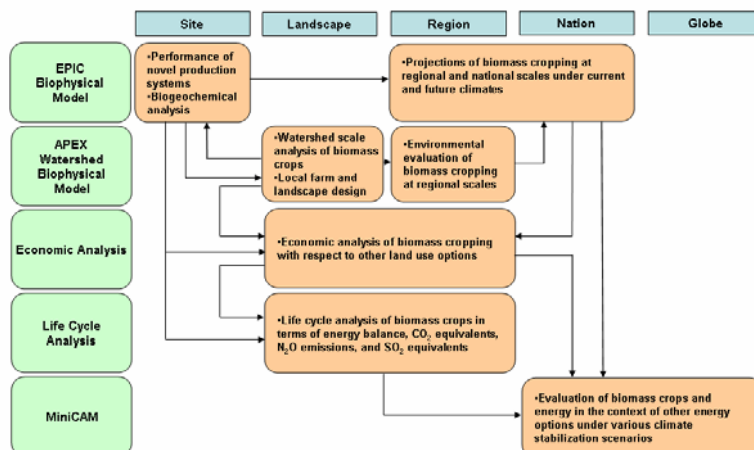 Site
Landscape
Region
Nation
Globe
EPIC
Biophysical
Model
•Performance of
novel production
systems
•Biogeochemical
analysis
•Projections of biomass cropping at
regional and national scales under current
and future climates
APEX
Watershed
Biophysical
Model
•Watershed scale
analysis of biomass
crops
• Local farm and
landscape design
•Environmental
evaluation of
biomass cropping
at regional scales
Economic Analysis
•Economic analysis of biomass cropping
with respect to other land use options
Life Cycle
Analysis
•Life cycle analysis of biomass crops in
terms of energy balance, CO₂ equivalents,
N₂O emissions, and SO₂ equivalents
MiniCAM
•Evaluation of biomass crops and
energy in the context of other energy
options under various climate
stabilization scenarios